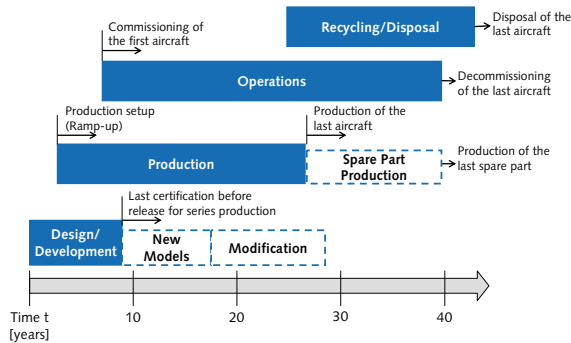 Commissioning of
the first aircraft
Recycling/Disposal
Disposal of the
last aircraft
Operations
Decommissioning
of the last aircraft
Production setup
(Ramp-up)
Production of the
last aircraft
Production
Spare Part
Production
Production of the
last spare part
Last certification before
release for series production
Design/
Development
New
Models
Modification
Time t
[years]
10
20
30
40